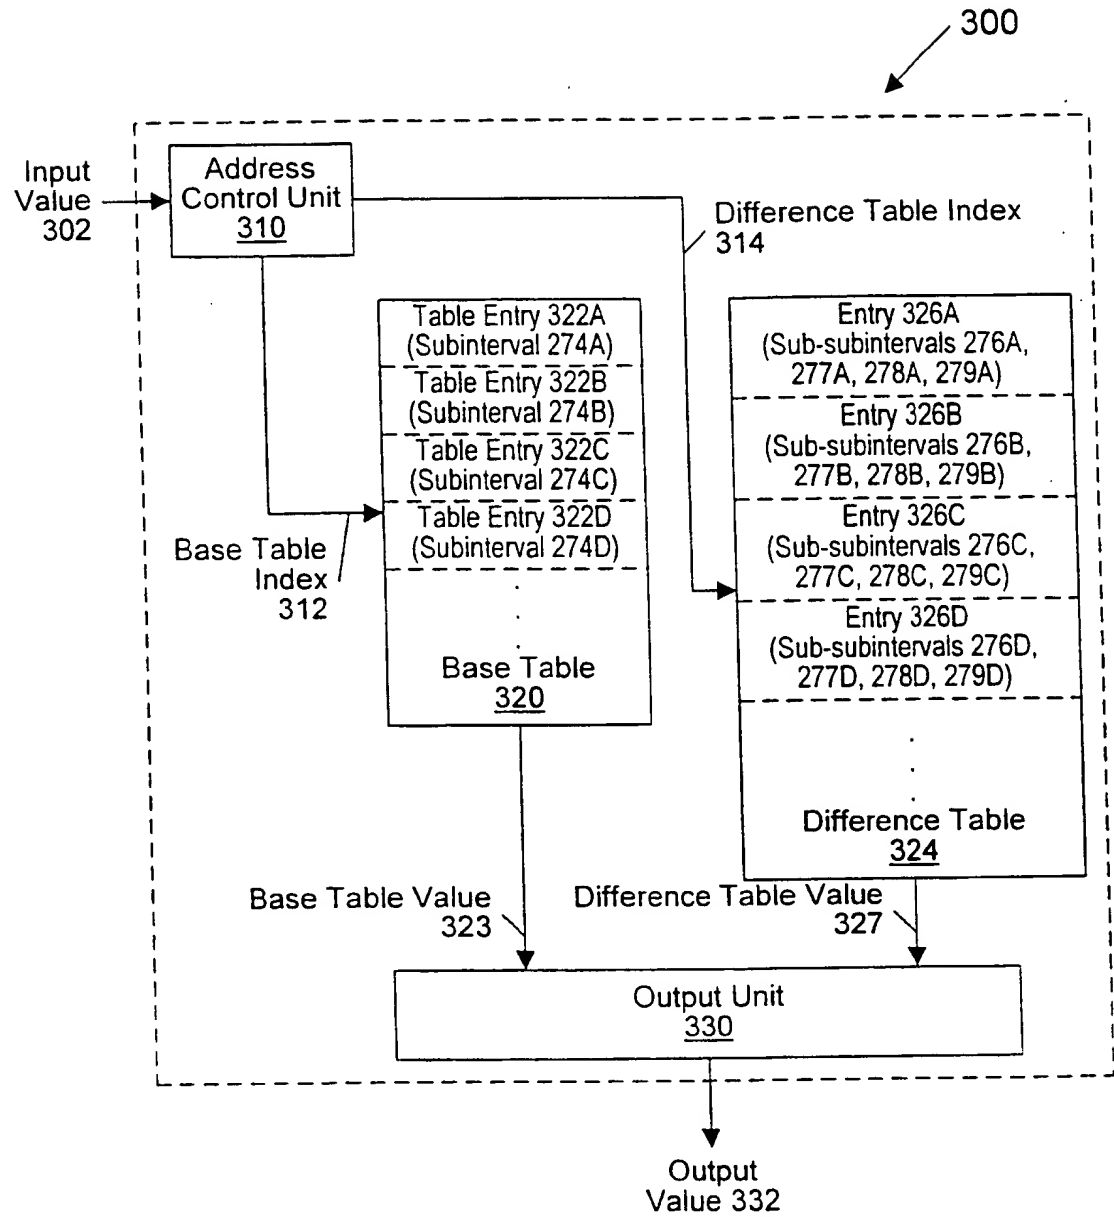 300
Input
Value
302
Address
Control Unit
310
Difference Table Index
314
Table Entry 322A
(Subinterval 274A)
Table Entry 322B
(Subinterval 274B)
Table Entry 322C
(Subinterval 274C)
Table Entry 322D
(Subinterval 274D)
Base Table
320
Base Table
Index
312
Entry 326A
(Sub-subintervals 276A,
277A, 278A, 279A)
Entry 326B
(Sub-subintervals 276B,
277B, 278B, 279B)
Entry 326C
(Sub-subintervals 276C,
277C, 278C, 279C)
Entry 326D
(Sub-subintervals 276D,
277D, 278D, 279D)
Difference Table
324
Base Table Value
323
Difference Table Value
327
Output Unit
330
Output
Value 332